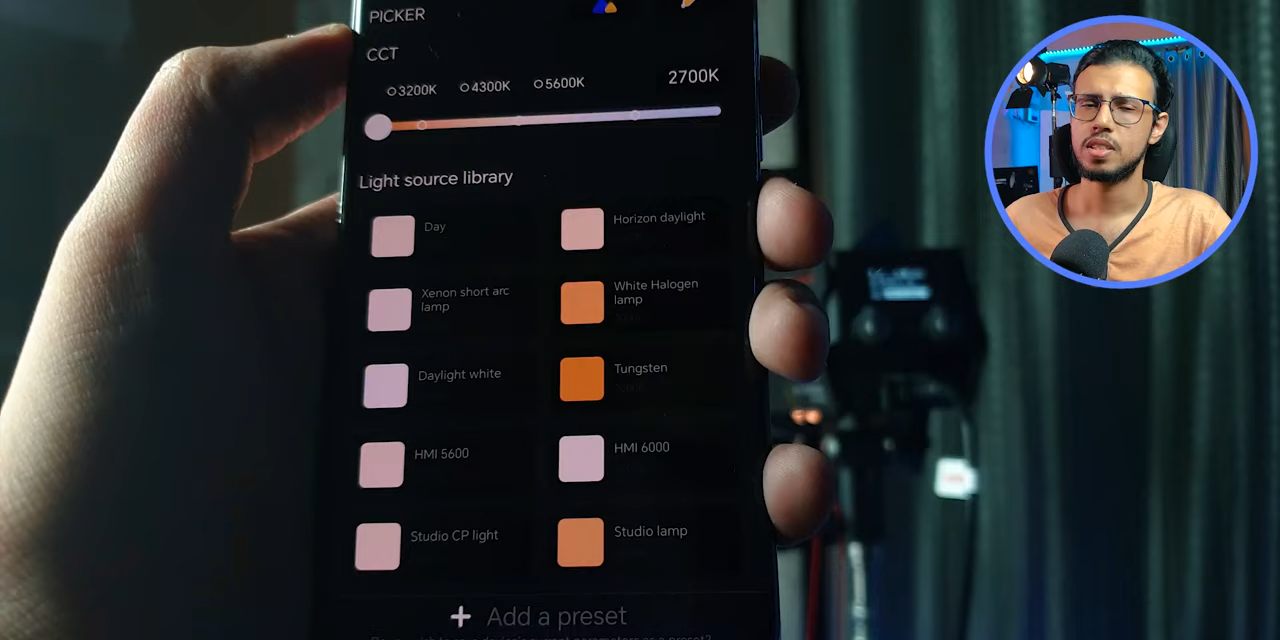 PICKER
CCT
3200K 4300K 5600K 2700K
Light source library
Day
Horizon daylight
Xenon short arc
lamp
White Halogen
lamp
Daylight white
Tungsten
HMI 5600
HMI 6000
Studio CP light
Studio lamp
+ Add a preset